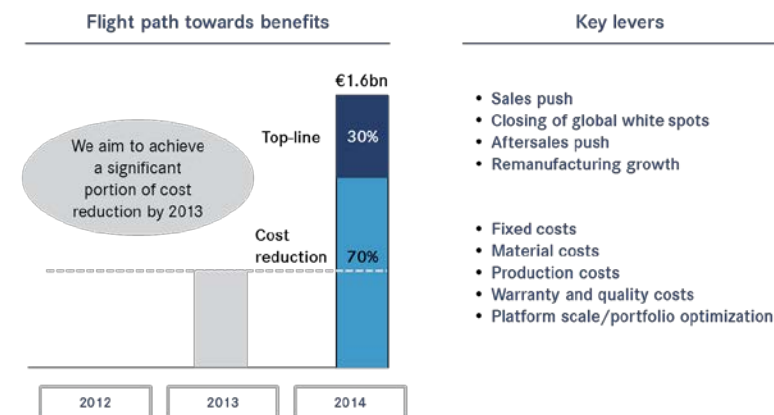 Flight path towards benefits
€1.6bn
Top-line
30%
We aim to achieve
a significant
portion of cost
reduction by 2013
Cost
reduction
70%
2012
2013
2014
Key levers
• Sales push
• Closing of global white spots
• Aftersales push
• Remanufacturing growth
• Fixed costs
• Material costs
• Production costs
• Warranty and quality costs
• Platform scale/portfolio optimization